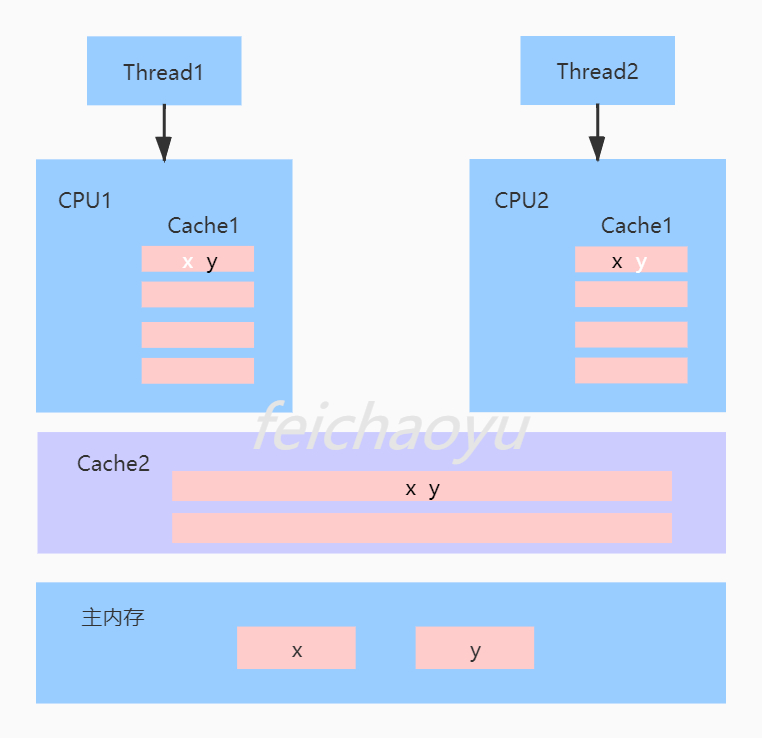 Thread1
Thread2
CPU1
Cache1
x y
CPU2
Cache1
x y
feichaoyu
Cache2
x y
主内存
x
y